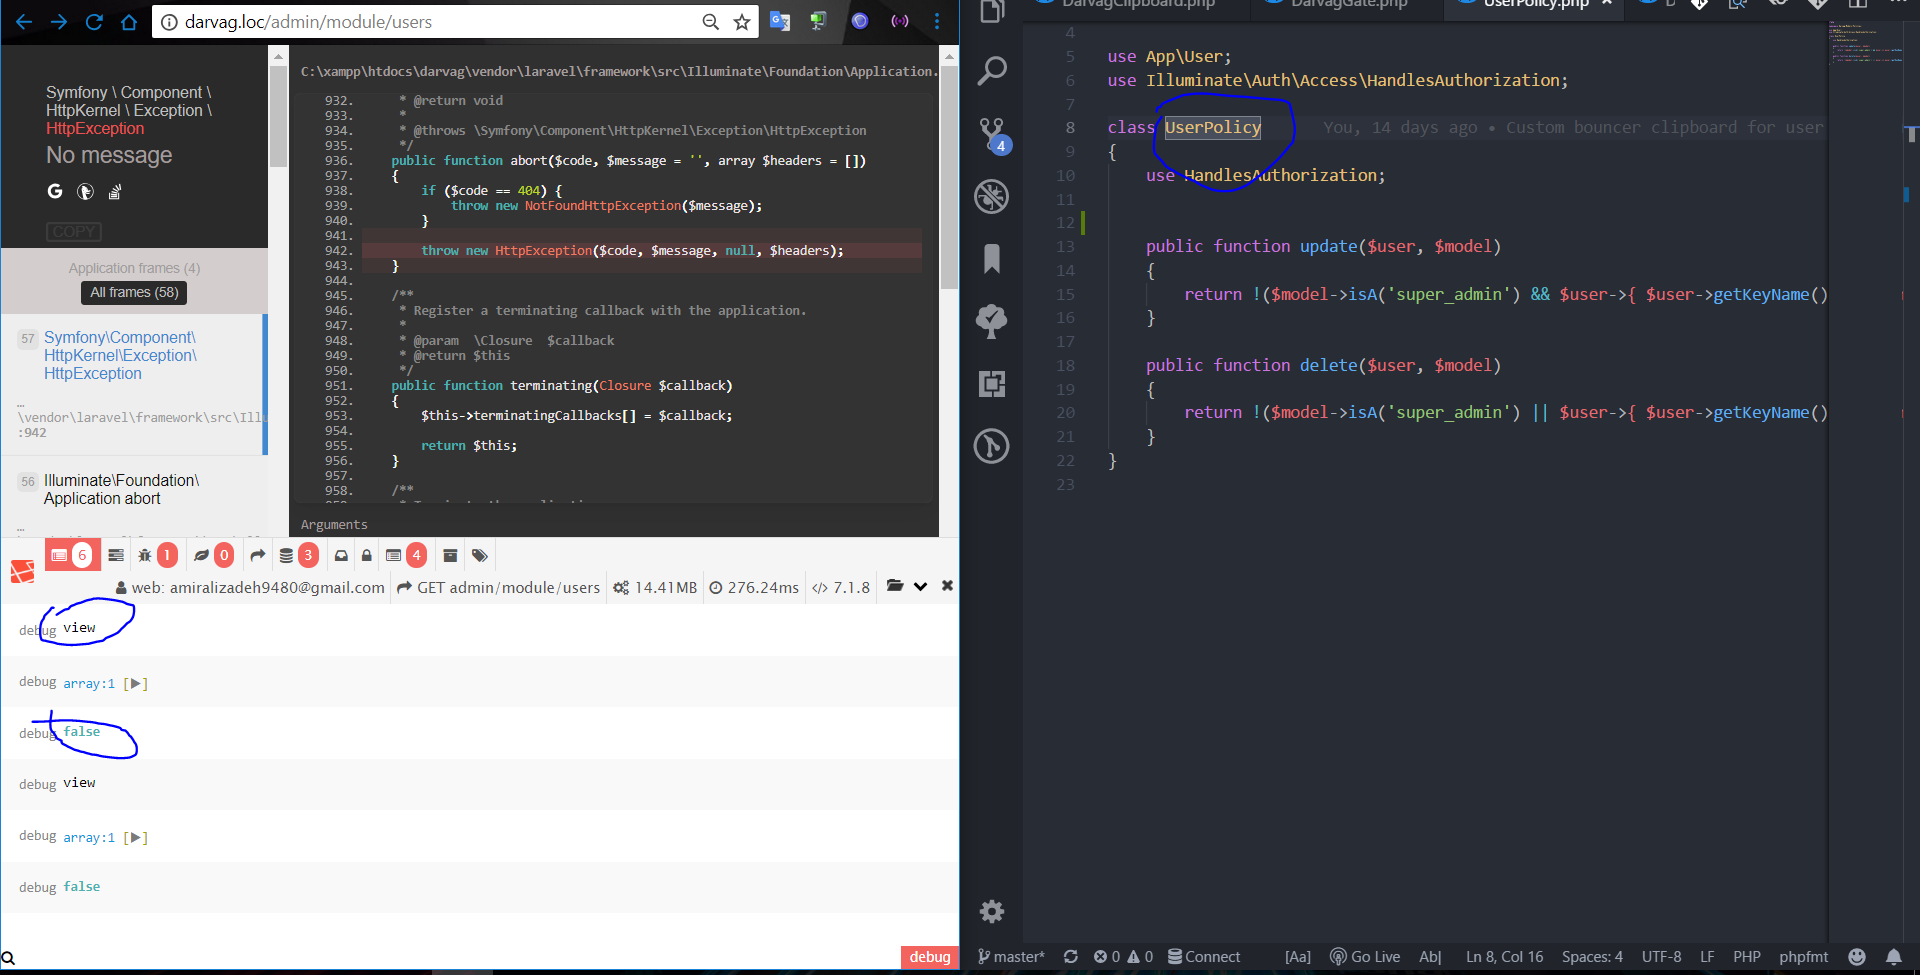 darvag.loc/admin/module/users
Symfony \ Component \
HttpKernel \ Exception \
HttpException
No message
COPY
Application frames (4)
All frames (58)
57 Symfony\Component\
HttpKernel\Exception\
HttpException
…
\vendor\laravel\framework\src\Ill
:942
56 Illuminate\Foundation\
Application abort
…
C:\xampp\htdocs\darvag\vendor\laravel\framework\src\Illuminate\Foundation\Application.
932. * @return void
933. *
934. * @throws \Symfony\Component\HttpKernel\Exception\HttpException
935. */
936. public function abort($code, $message = '', array $headers = [])
937. {
938. if ($code == 404) {
939. throw new NotFoundHttpException($message);
940. }
941.
942. throw new HttpException($code, $message, null, $headers);
943. }
944.
945. /**
946. * Register a terminating callback with the application.
947. *
948. * @param \Closure $callback
949. * @return $this
950. */
951. public function terminating(Closure $callback)
952. {
953. $this->terminatingCallbacks[] = $callback;
954.
955. return $this;
956. }
957.
958. /**
Arguments
6 1 0 3 4
web: amiralizadeh9480@gmail.com GET admin/module/users 14.41MB 276.24ms 7.1.8
debug view
debug array:1 [▶]
debug false
debug view
debug array:1 [▶]
debug false
debug
DarvagClipboard.php DarvagGate.php UserPolicy.php
4
4
5 use App\User;
6 use Illuminate\Auth\Access\HandlesAuthorization;
7
8 class UserPolicy You, 14 days ago • Custom bouncer clipboard for user
9 {
10 use HandlesAuthorization;
11
12
13 public function update($user, $model)
14 {
15 return !($model->isA('super_admin') && $user->{ $user->getKeyName()
16 }
17
18 public function delete($user, $model)
19 {
20 return !($model->isA('super_admin') || $user->{ $user->getKeyName()
21 }
22 }
23
master* 0 0 Connect [Aa] Go Live Ab| Ln 8, Col 16 Spaces: 4 UTF-8 LF PHP phpfmt